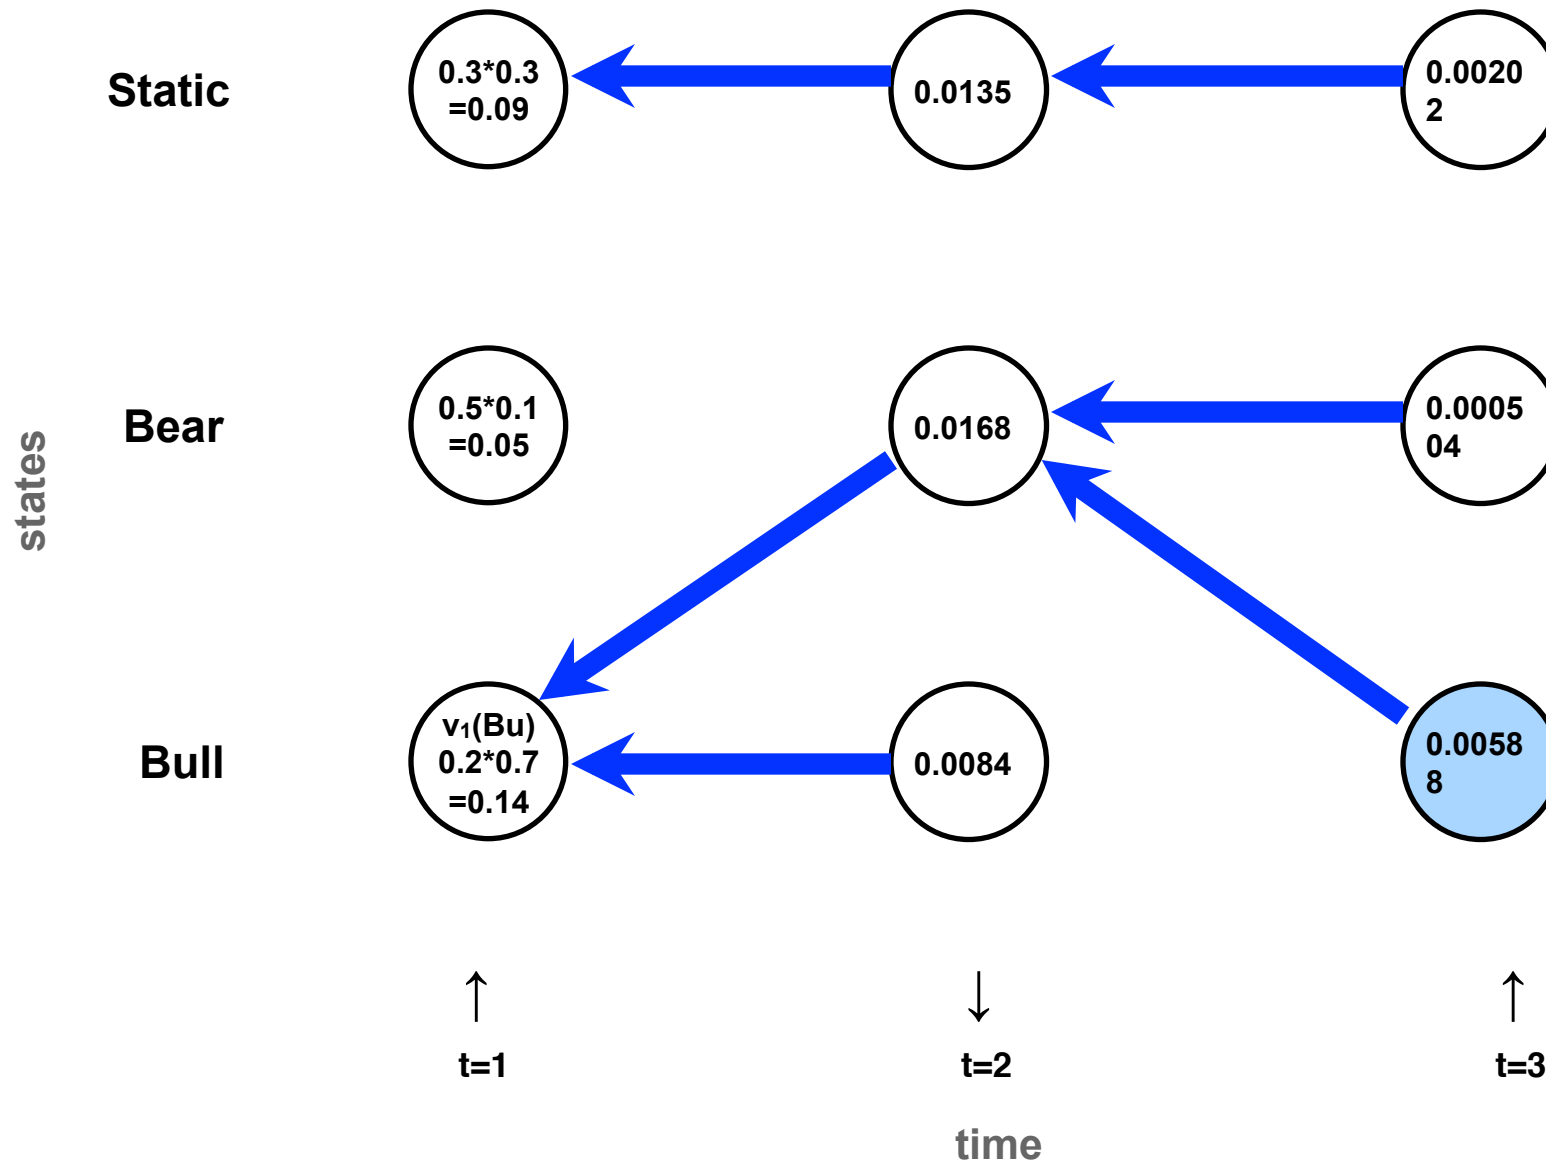 Static
0.3*0.3
=0.09
0.0135
0.0020
2
states
Bear
0.5*0.1
=0.05
0.0168
0.0005
04
Bull
v₁(Bu)
0.2*0.7
=0.14
0.0084
0.0058
8
↑ ↓ ↑
t=1 t=2 t=3
time